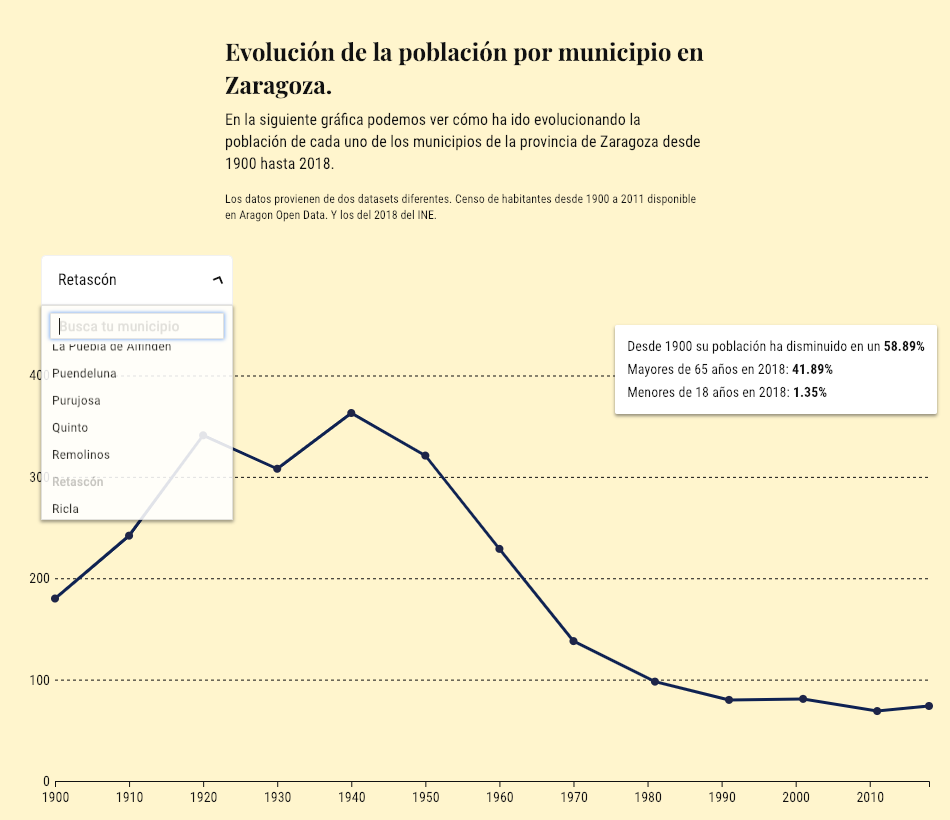 Evolución de la población por municipio en
Zaragoza.
En la siguiente gráfica podemos ver cómo ha ido evolucionando la
población de cada uno de los municipios de la provincia de Zaragoza desde
1900 hasta 2018.
Los datos provienen de dos datasets diferentes. Censo de habitantes desde 1900 a 2011 disponible
en Aragon Open Data. Y los del 2018 del INE.
Retascón
Busca tu municipio
La Puebla de Alfindén
Puendeluna
Purujosa
Quinto
Remolinos
Retascón
Ricla
Desde 1900 su población ha disminuido en un 58.89%
Mayores de 65 años en 2018: 41.89%
Menores de 18 años en 2018: 1.35%
400
300
200
100
0
1900 1910 1920 1930 1940 1950 1960 1970 1980 1990 2000 2010